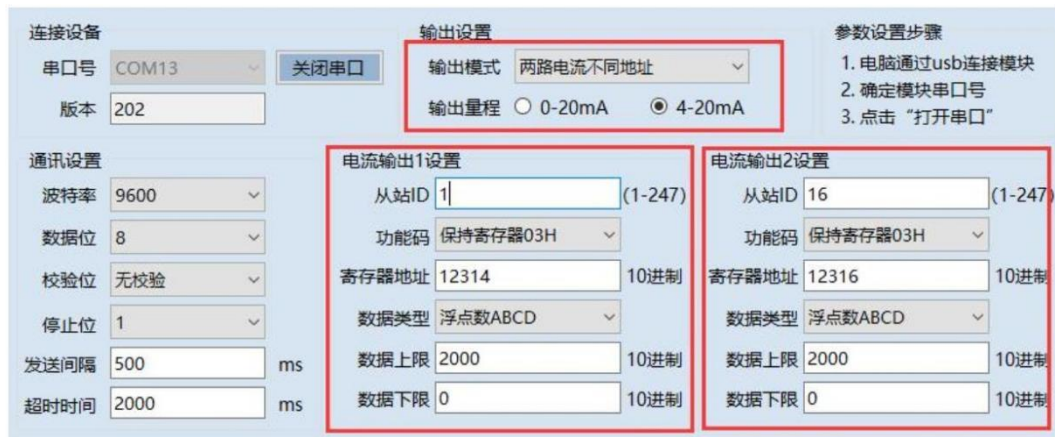 连接设备
串口号 COM13 关闭串口
版本 202
输出设置
输出模式 两路电流不同地址
输出量程 0-20mA 4-20mA
参数设置步骤
1. 电脑通过usb连接模块
2. 确定模块串口号
3. 点击“打开串口”
通讯设置
波特率 9600
数据位 8
校验位 无校验
停止位 1
发送间隔 500 ms
超时时间 2000 ms
电流输出1设置
从站ID 1 (1-247)
功能码 保持寄存器03H
寄存器地址 12314 10进制
数据类型 浮点数ABCD
数据上限 2000 10进制
数据下限 0 10进制
电流输出2设置
从站ID 16 (1-247)
功能码 保持寄存器03H
寄存器地址 12316 10进制
数据类型 浮点数ABCD
数据上限 2000 10进制
数据下限 0 10进制